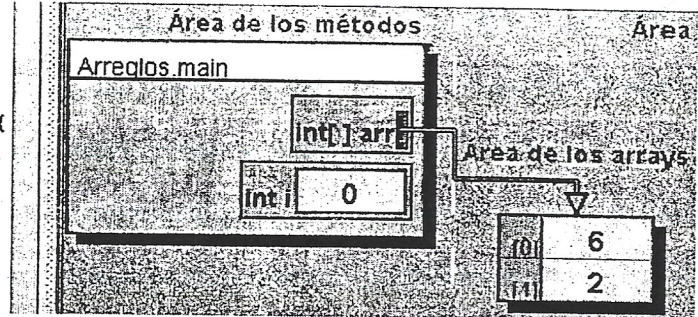 Área de los métodos
Área
Arreglos.main
int[] arr
Área de los arrays
int i 0
[0] 6
[1] 2